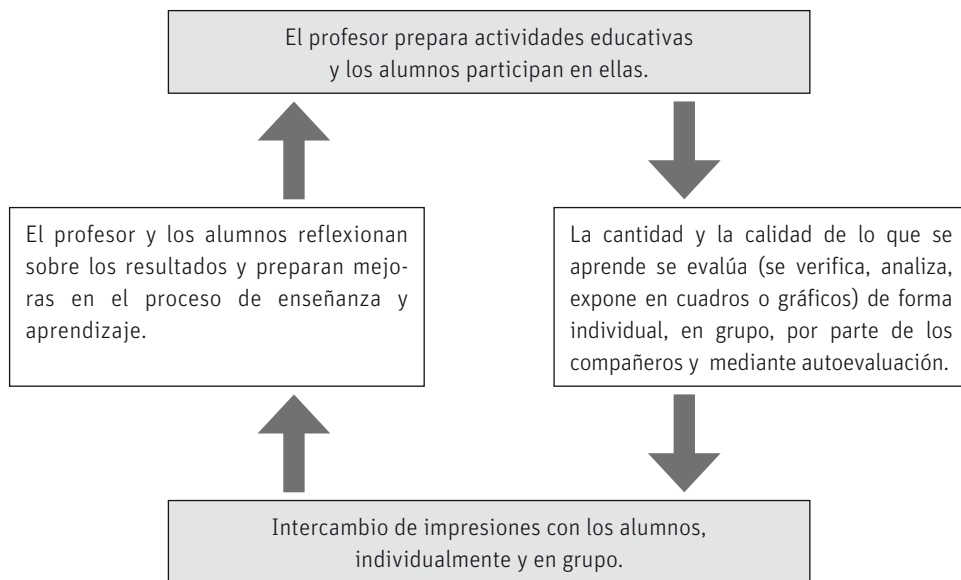 El profesor prepara actividades educativas
y los alumnos participan en ellas.
El profesor y los alumnos reflexionan
sobre los resultados y preparan mejo-
ras en el proceso de enseñanza y
aprendizaje.
La cantidad y la calidad de lo que se
aprende se evalúa (se verifica, analiza,
expone en cuadros o gráficos) de forma
individual, en grupo, por parte de los
compañeros y mediante autoevaluación.
Intercambio de impresiones con los alumnos,
individualmente y en grupo.